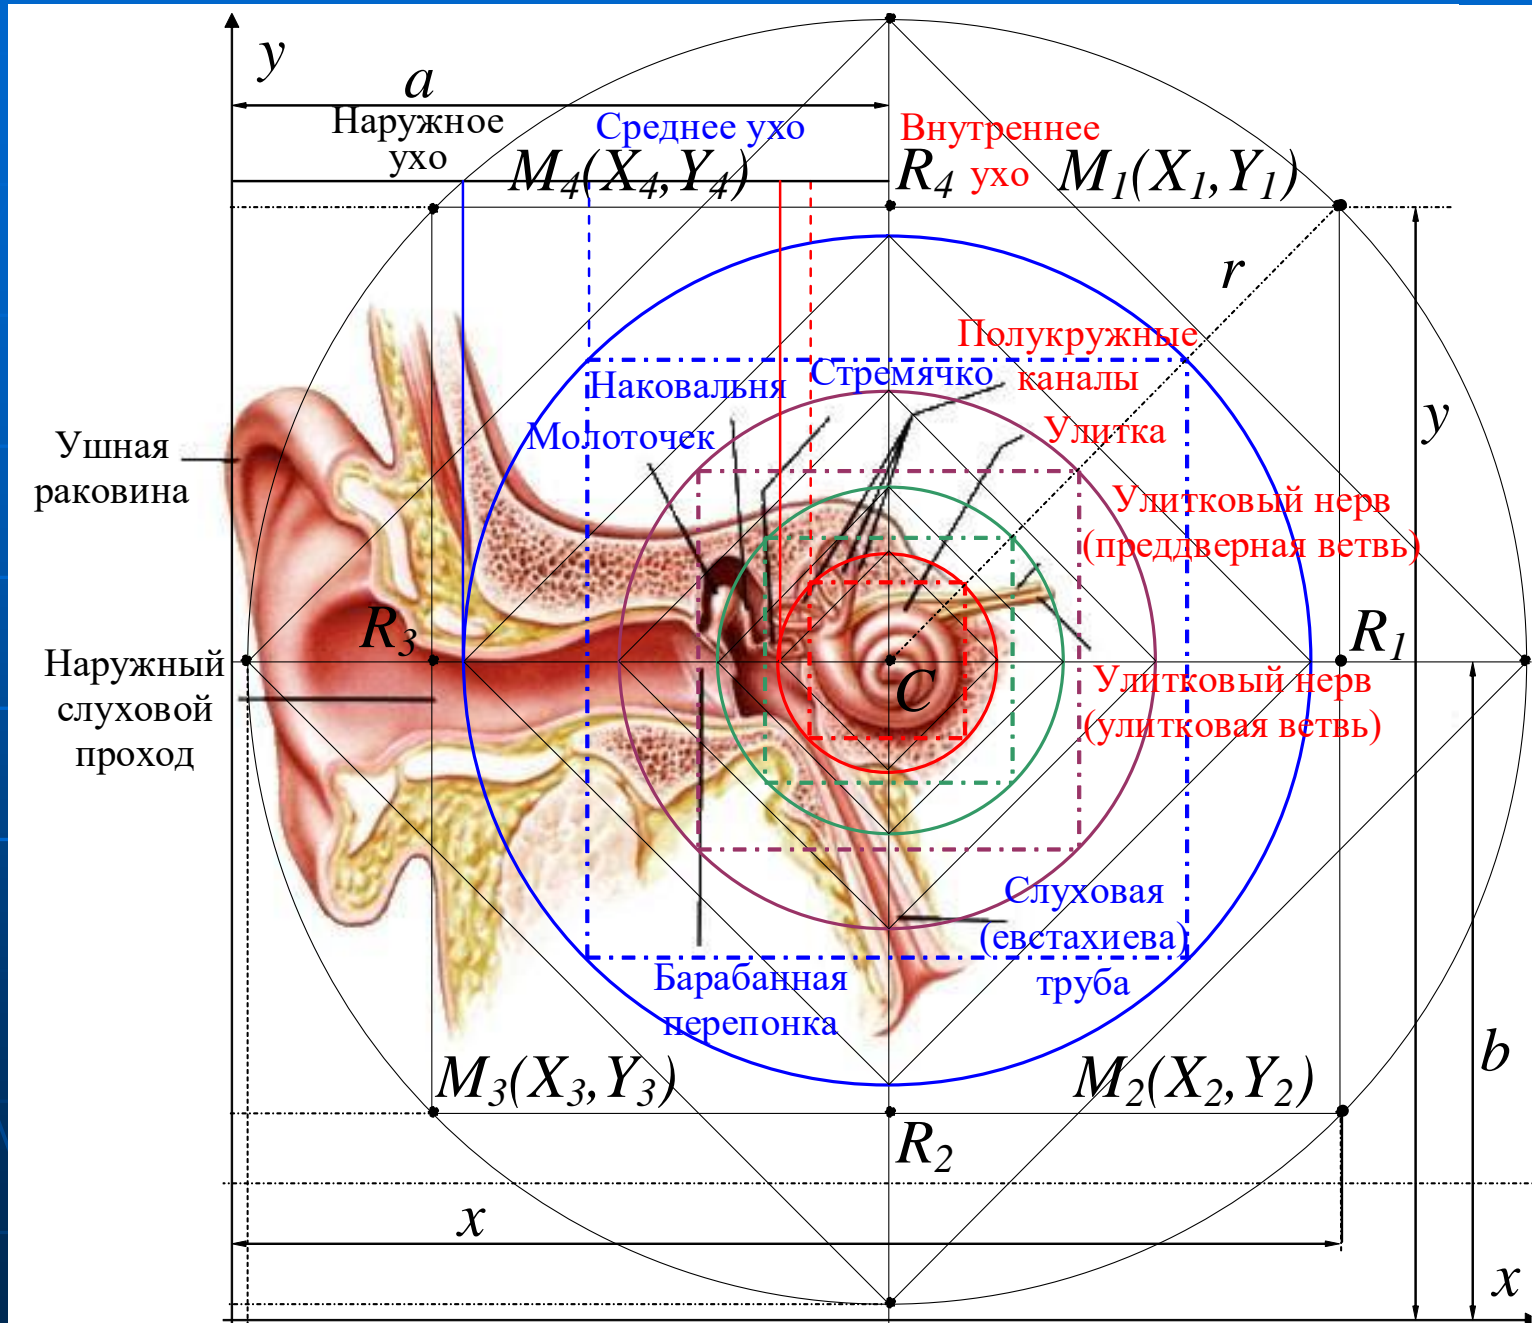 y
a
Наружное
ухо
Среднее ухо
Внутреннее
ухо
M4(X4,Y4)
R4
M1(X1,Y1)
r
Полукружные
каналы
Наковальня
Стремячко
Молоточек
Улитка
y
Ушная
раковина
Улитковый нерв
(преддверная ветвь)
R3
R1
Наружный
слуховой
проход
C
Улитковый нерв
(улитковая ветвь)
Слуховая
(евстахиева)
труба
Барабанная
перепонка
M3(X3,Y3)
M2(X2,Y2)
b
R2
x
x